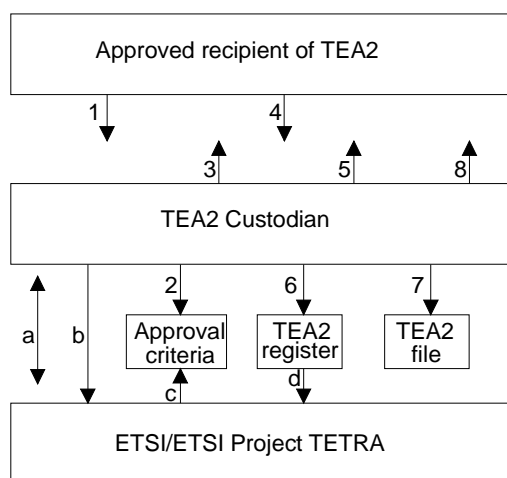 Approved recipient of TEA2
1
4
3
5
8
TEA2 Custodian
a
b
2
6
7
Approval
criteria
TEA2
register
TEA2
file
c
d
ETSI/ETSI Project TETRA